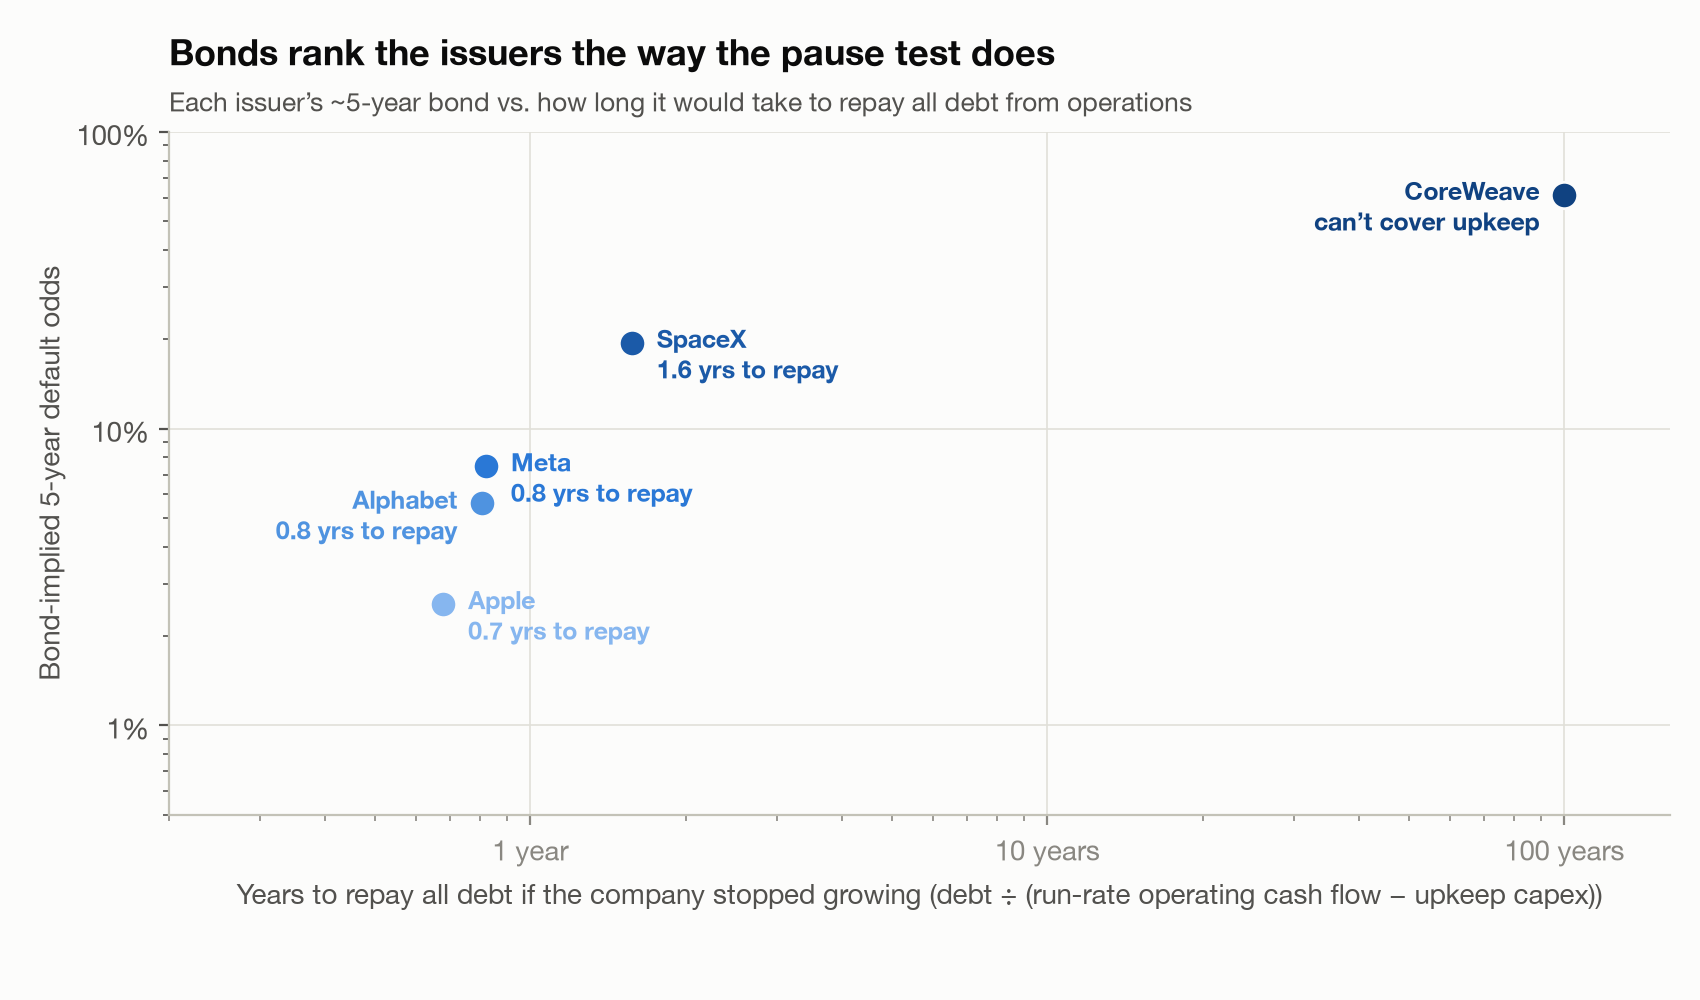 Bonds rank the issuers the way the pause test does
Each issuer’s ~5-year bond vs. how long it would take to repay all debt from operations
Bond-implied 5-year default odds
100%
10%
1%
CoreWeave
can’t cover upkeep
SpaceX
1.6 yrs to repay
Meta
0.8 yrs to repay
Alphabet
0.8 yrs to repay
Apple
0.7 yrs to repay
1 year
10 years
100 years
Years to repay all debt if the company stopped growing (debt ÷ (run-rate operating cash flow − upkeep capex))